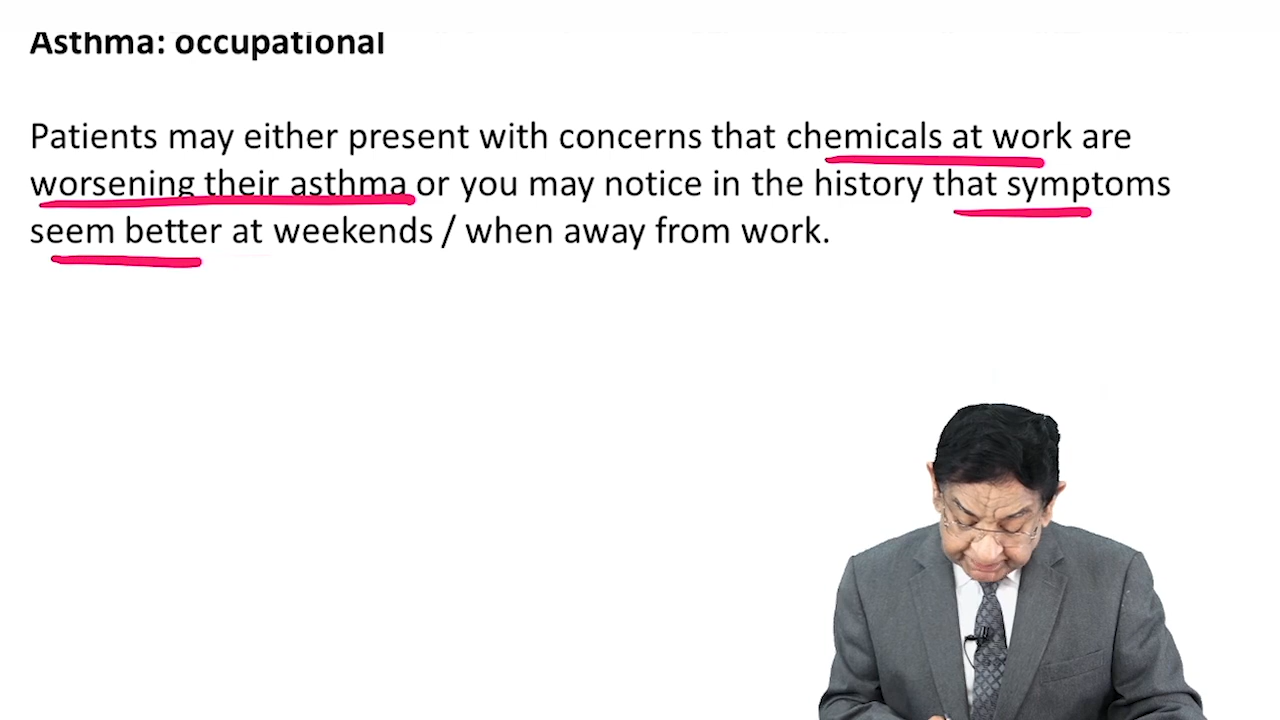 Asthma: occupational
Patients may either present with concerns that chemicals at work are
worsening their asthma or you may notice in the history that symptoms
seem better at weekends / when away from work.